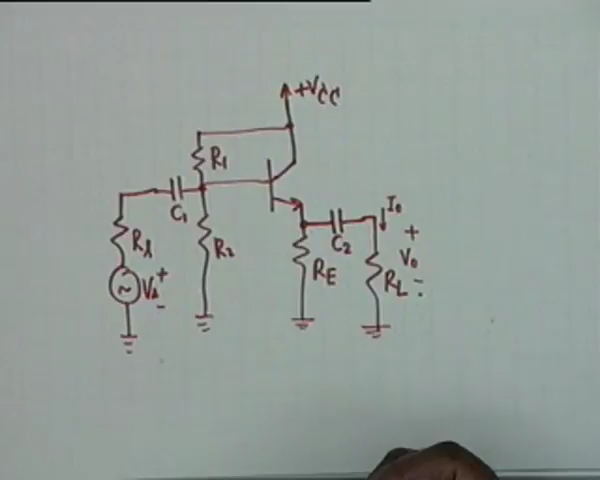 +VCC
R1
C1
Rs
Vs
+
-
R2
RE
C2
I0
+
V0
-
RL
~